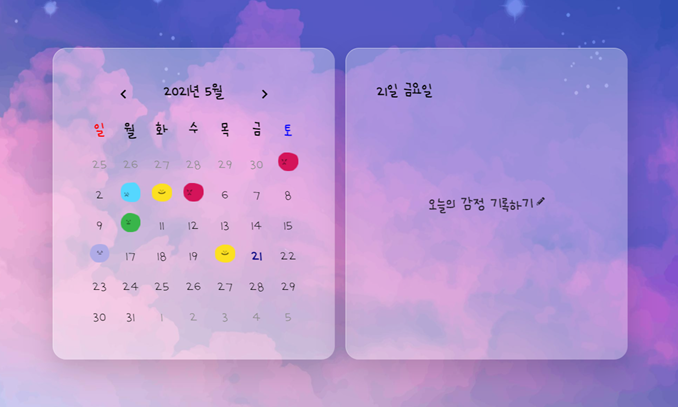 2021년 5월
일 월 화 수 목 금 토
25 26 27 28 29 30
2 6 7 8
9 11 12 13 14 15
17 18 19 21 22
23 24 25 26 27 28 29
30 31 1 2 3 4 5
21일 금요일
오늘의 감정 기록하기